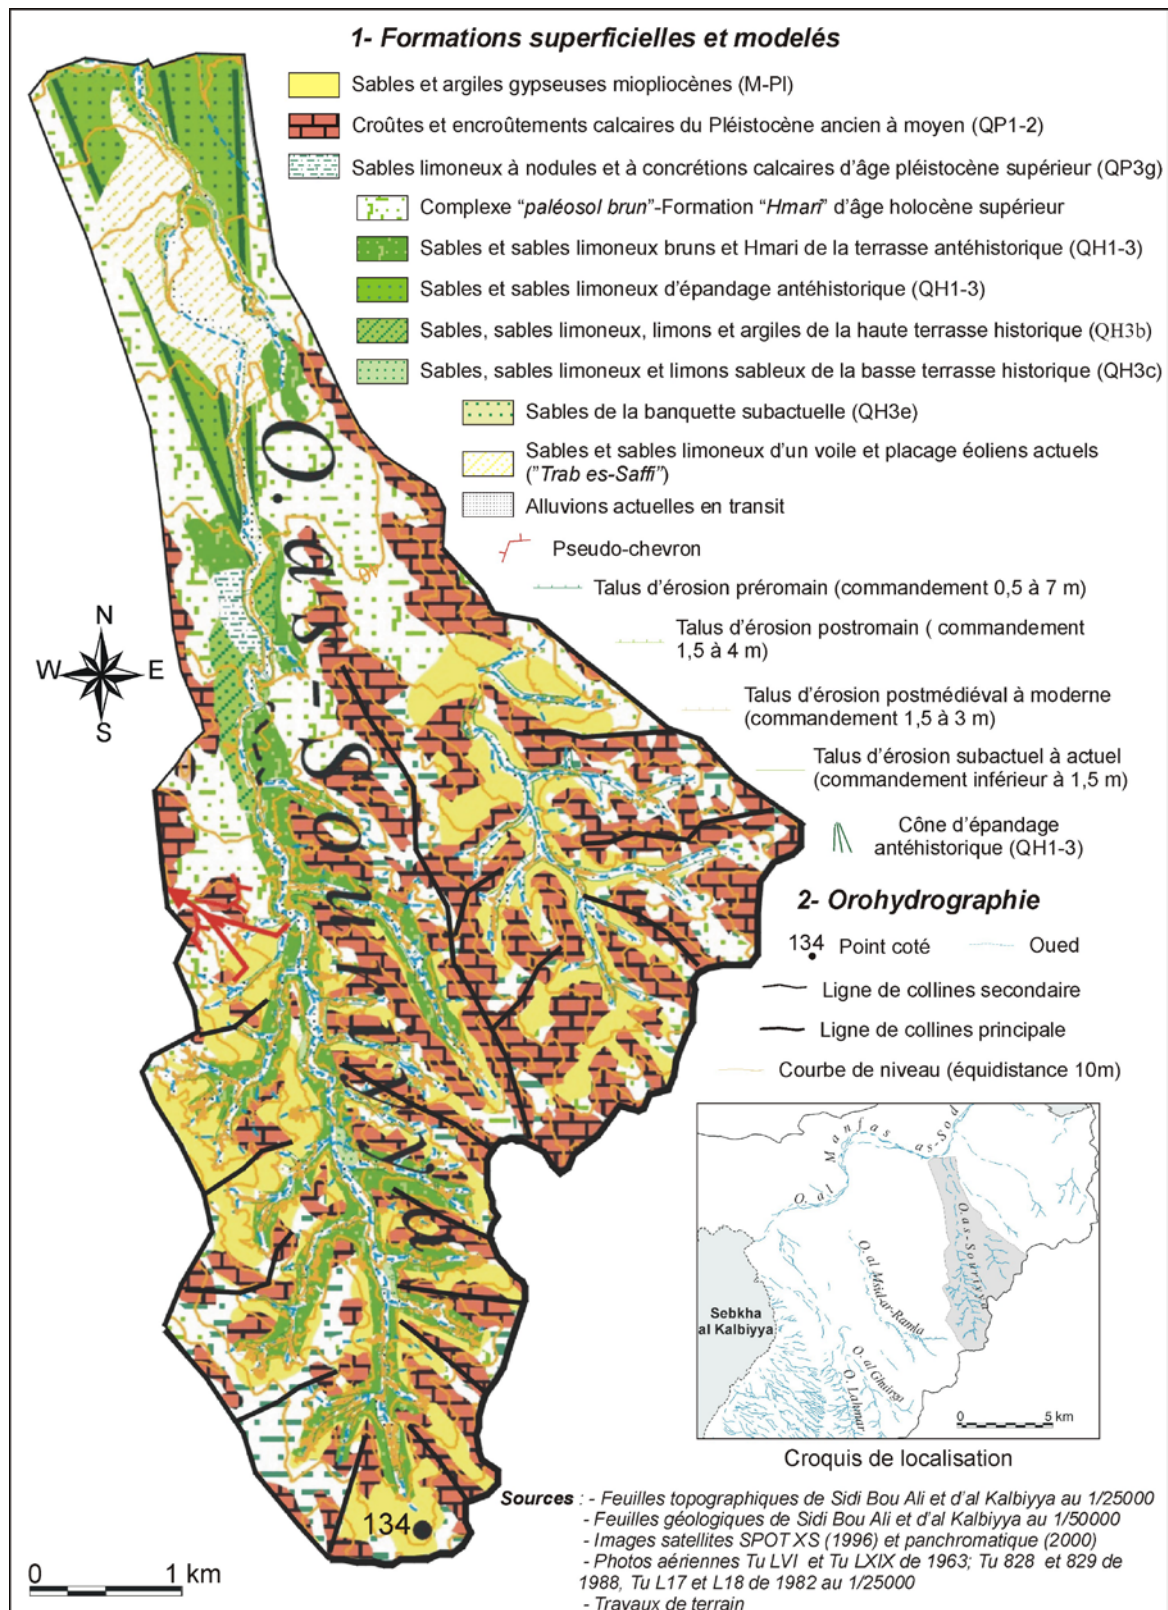 1- Formations superficielles et modelés
Sables et argiles gypseuses miopliocènes (M-Pl)
Croûtes et encroûtements calcaires du Pléistocène ancien à moyen (QP1-2)
Sables limoneux à nodules et à concrétions calcaires d'âge pléistocène supérieur (QP3g)
Complexe "paléosol brun"-Formation "Hmari" d'âge holocène supérieur
Sables et sables limoneux bruns et Hmari de la terrasse antéhistorique (QH1-3)
Sables et sables limoneux d'épandage antéhistorique (QH1-3)
Sables, sables limoneux, limons et argiles de la haute terrasse historique (QH3b)
Sables, sables limoneux et limons sableux de la basse terrasse historique (QH3c)
Sables de la banquette subactuelle (QH3e)
Sables et sables limoneux d'un voile et placage éoliens actuels
("Trab es-Saffi")
Alluvions actuelles en transit
Pseudo-chevron
Talus d'érosion préromain (commandement 0,5 à 7 m)
Talus d'érosion postromain ( commandement
1,5 à 4 m)
Talus d'érosion postmédiéval à moderne
(commandement 1,5 à 3 m)
Talus d'érosion subactuel à actuel
(commandement inférieur à 1,5 m)
Cône d'épandage
antéhistorique (QH1-3)
2- Orohydrographie
134 Point coté
Oued
Ligne de collines secondaire
Ligne de collines principale
Courbe de niveau (équidistance 10m)
N
W E
S
O. as-Souriyya
134
0 1 km
O. al Manfas as-Sod
O. as-Souriyya
O. al Msid-ar-Ramla
O. al Ghuirga
O. Lahmar
Sebkha
al Kalbiyya
0 5 km
Croquis de localisation
Sources : - Feuilles topographiques de Sidi Bou Ali et d'al Kalbiyya au 1/25000
- Feuilles géologiques de Sidi Bou Ali et d'al Kalbiyya au 1/50000
- Images satellites SPOT XS (1996) et panchromatique (2000)
- Photos aériennes Tu LVI et Tu LXIX de 1963; Tu 828 et 829 de
1988, Tu L17 et L18 de 1982 au 1/25000
- Travaux de terrain